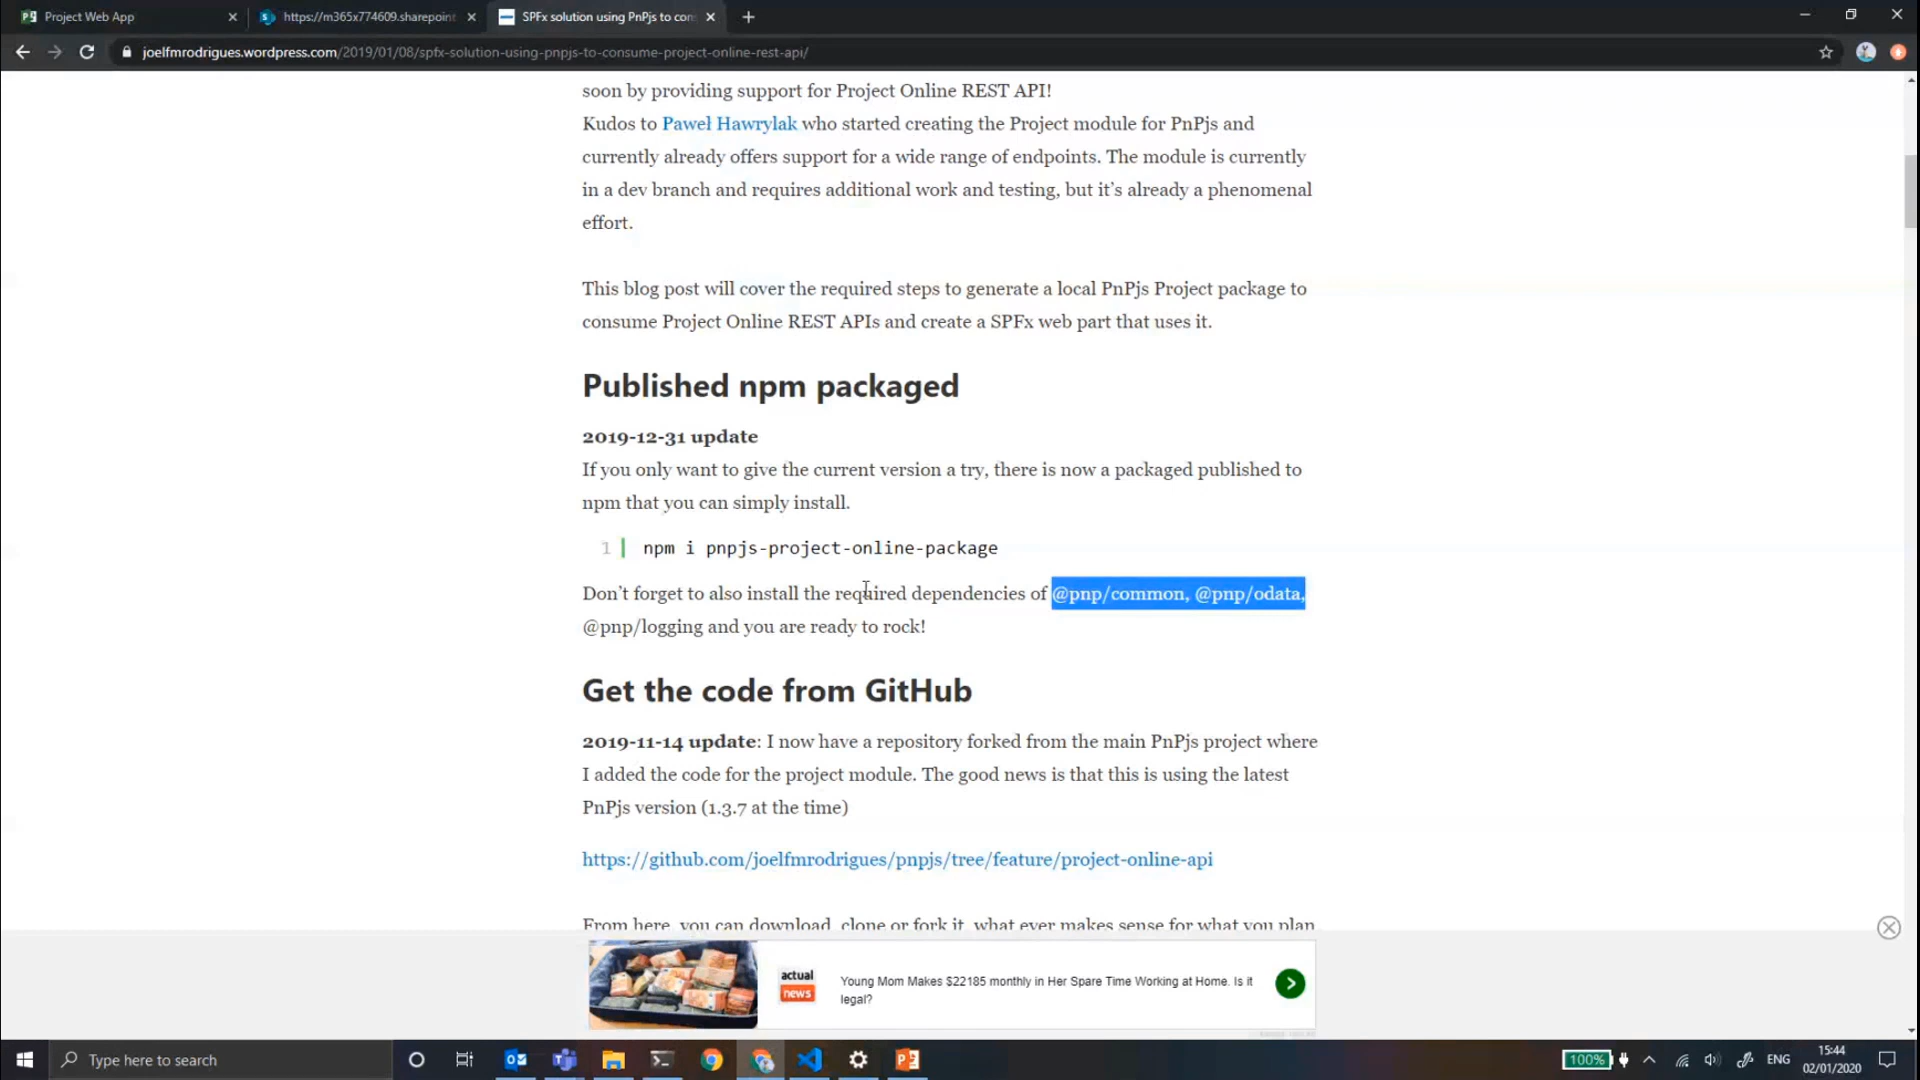 Project Web App
https://m365x774609.sharepoint
SPFx solution using PnPjs to con
joelfmrodrigues.wordpress.com/2019/01/08/spfx-solution-using-pnpjs-to-consume-project-online-rest-api/
soon by providing support for Project Online REST API!
Kudos to Paweł Hawrylak who started creating the Project module for PnPjs and
currently already offers support for a wide range of endpoints. The module is currently
in a dev branch and requires additional work and testing, but it’s already a phenomenal
effort.
This blog post will cover the required steps to generate a local PnPjs Project package to
consume Project Online REST APIs and create a SPFx web part that uses it.
Published npm packaged
2019-12-31 update
If you only want to give the current version a try, there is now a packaged published to
npm that you can simply install.
1 npm i pnpjs-project-online-package
Don’t forget to also install the required dependencies of @pnp/common, @pnp/odata,
@pnp/logging and you are ready to rock!
Get the code from GitHub
2019-11-14 update: I now have a repository forked from the main PnPjs project where
I added the code for the project module. The good news is that this is using the latest
PnPjs version (1.3.7 at the time)
https://github.com/joelfmrodrigues/pnpjs/tree/feature/project-online-api
From here, you can download, clone or fork it, what ever makes sense for what you plan
actual
news
Young Mom Makes $22185 monthly in Her Spare Time Working at Home. Is it
legal?
Type here to search
100%
ENG
15:44
02/01/2020